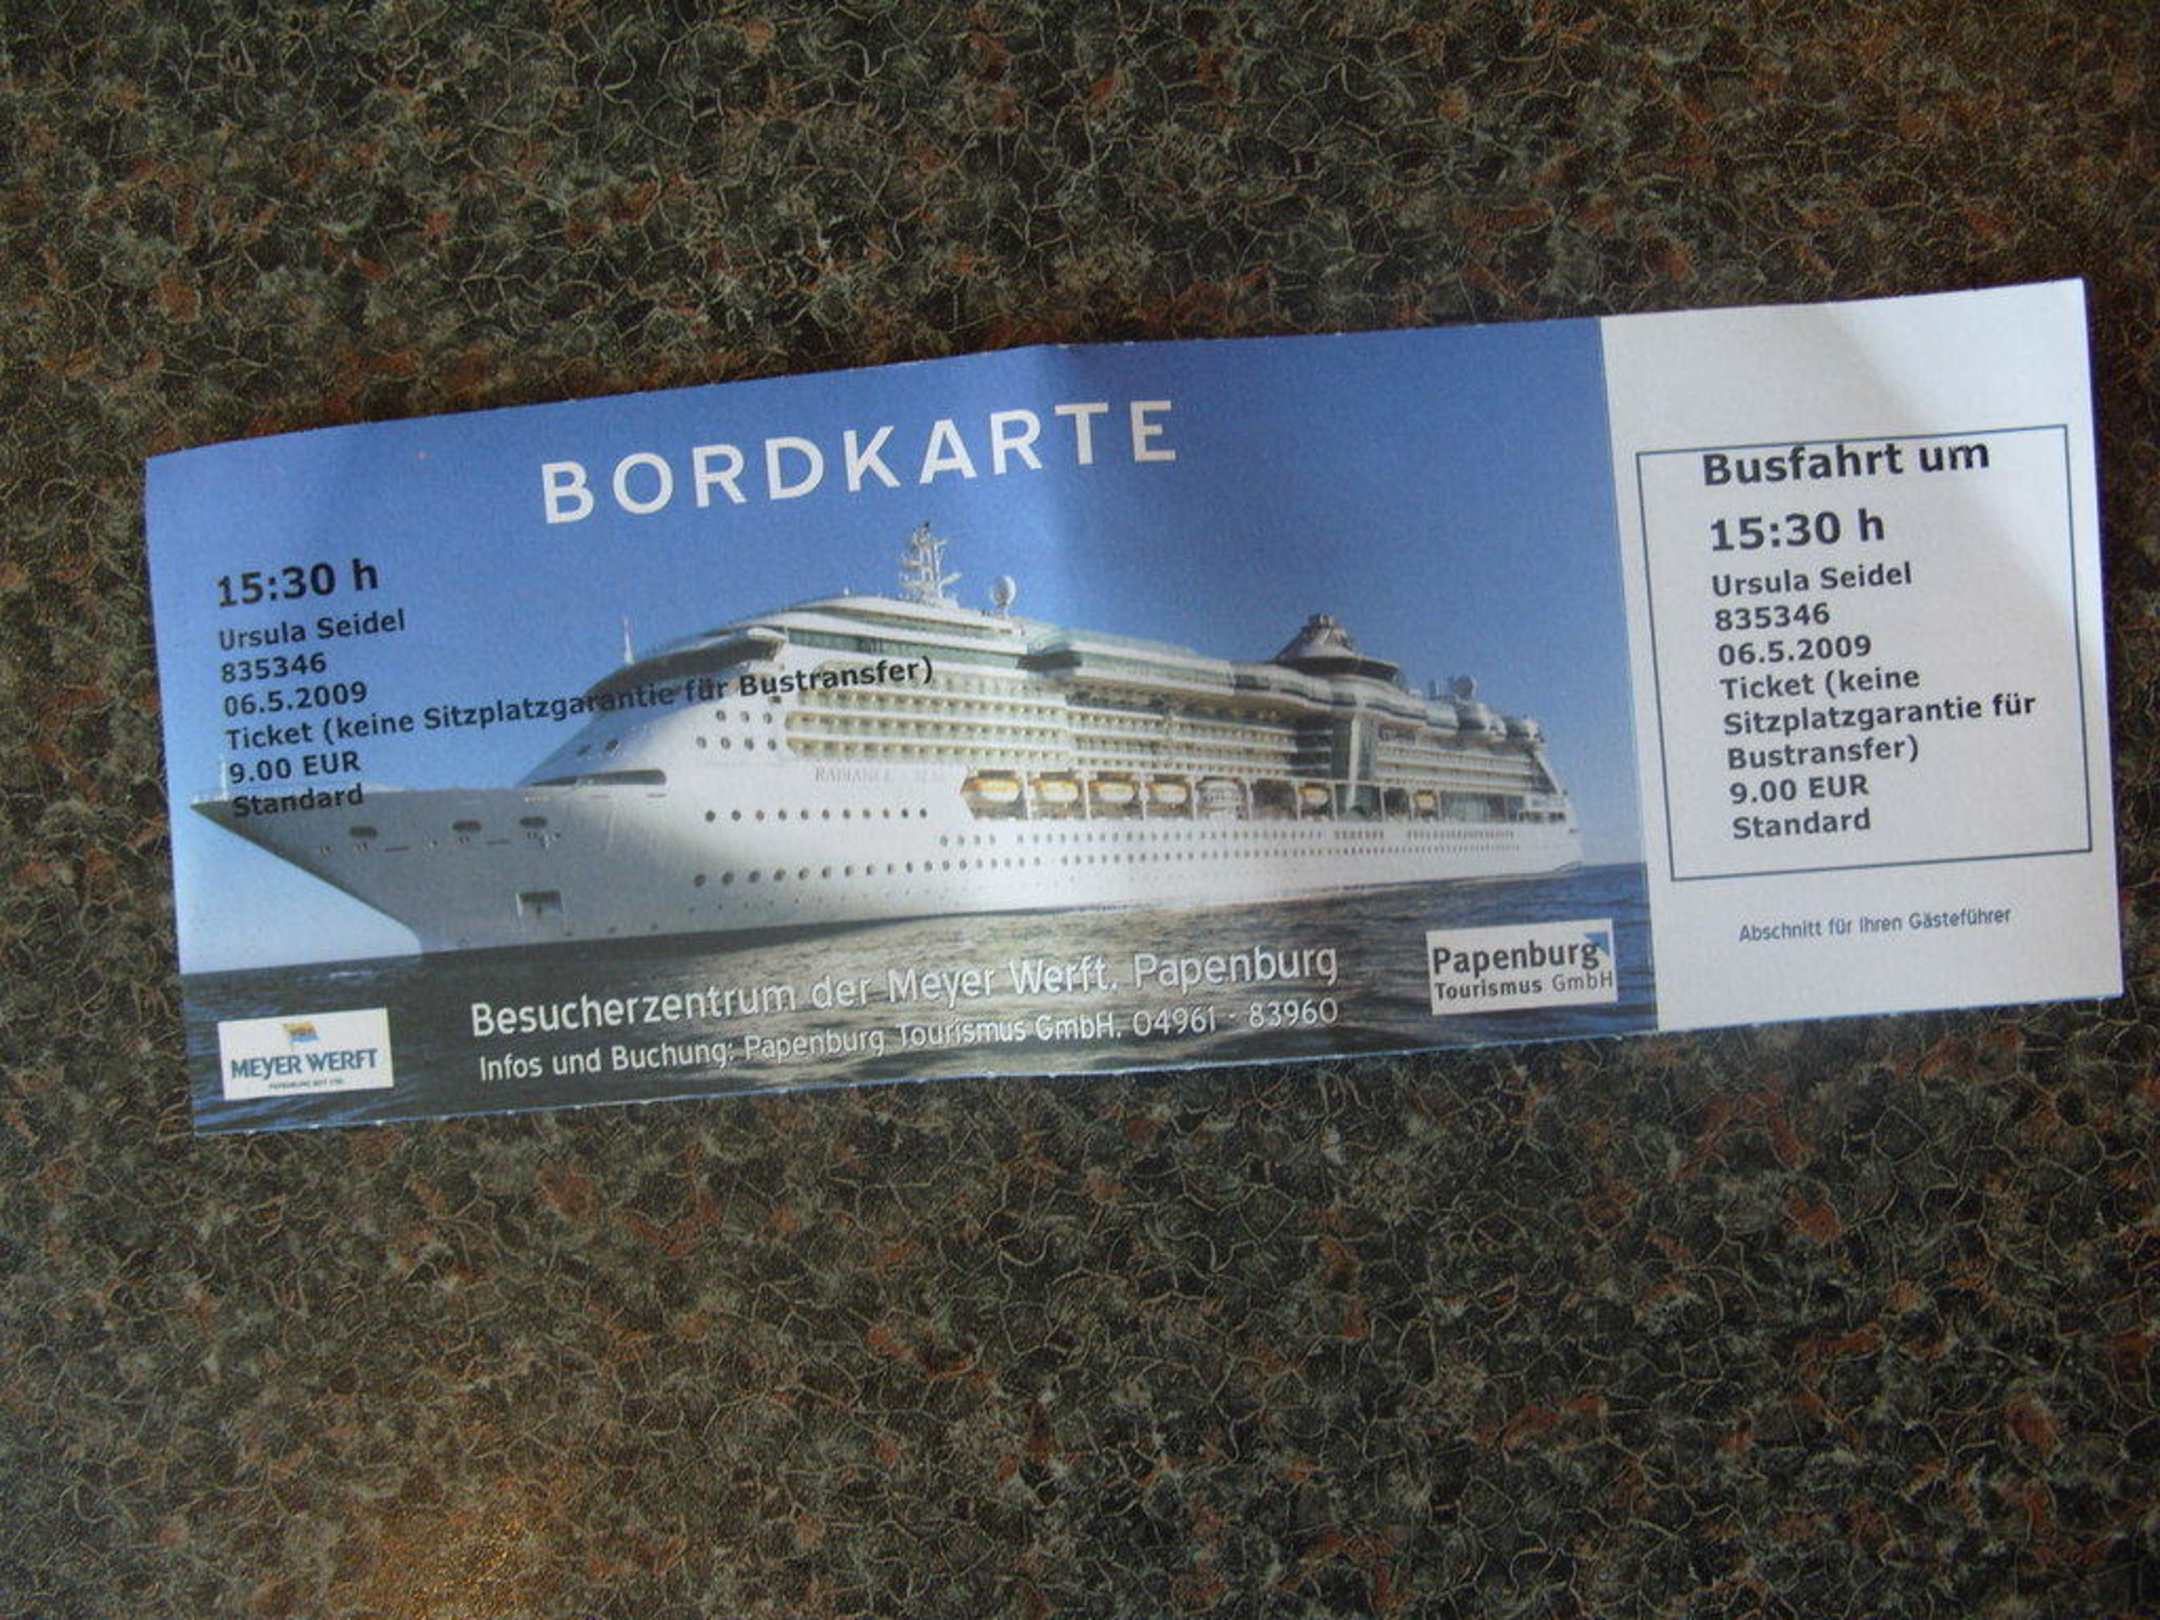 BORDKARTE
15:30 h
Ursula Seidel
835346
06.5.2009
Ticket (keine Sitzplatzgarantie für Bustransfer)
9.00 EUR
Standard
RADIANCE
Besucherzentrum der Meyer Werft, Papenburg
Infos und Buchung: Papenburg Tourismus GmbH, 04961 - 83960
MEYER WERFT
Papenburg
Tourismus GmbH
Busfahrt um
15:30 h
Ursula Seidel
835346
06.5.2009
Ticket (keine
Sitzplatzgarantie für
Bustransfer)
9.00 EUR
Standard
Abschnitt für Ihren Gästeführer